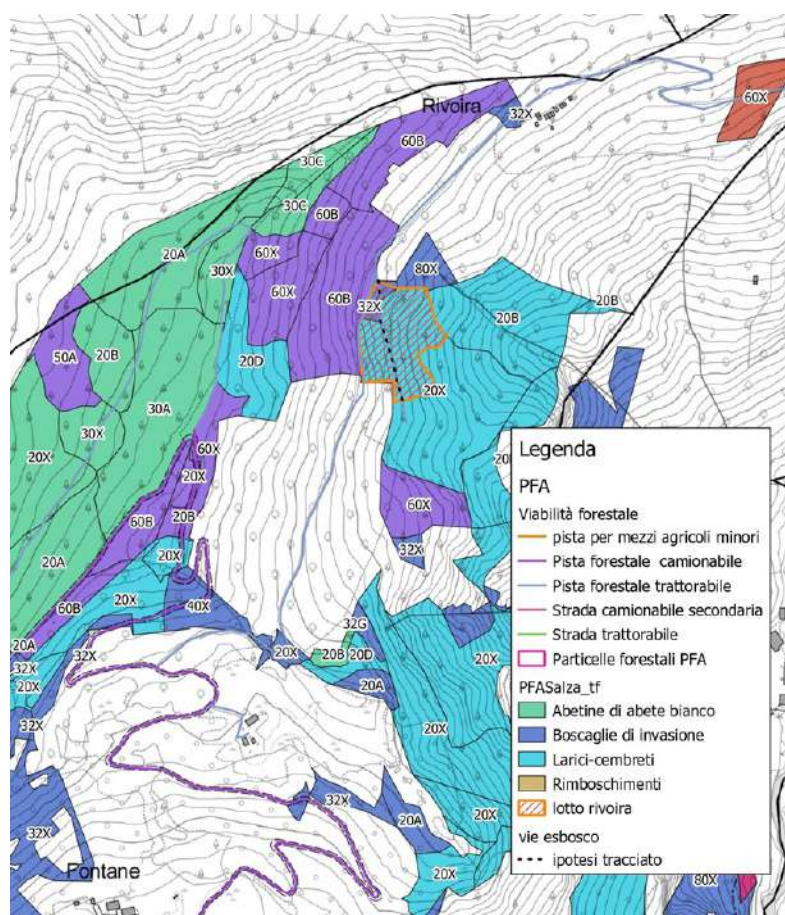 Rivoira
60X
32X
60B
30C
30C
60B
20A
60X
30X
80X
60X
60B
32X
20B
20B
50A
20B
20D
20X
30A
30X
60X
20X
20X
60B
20B
60X
20X
32X
20A
20X
60B
40X
32G
20A
32X
20X
20B
20D
20X
32X
20X
20A
32X
20X
32X
20A
20X
32X
20X
Fontane
80X
Legenda
PFA
Viabilità forestale
pista per mezzi agricoli minori
Pista forestale camionabile
Pista forestale trattorabile
Strada camionabile secondaria
Strada trattorabile
Particelle forestali PFA
PFASalza_tf
Abetine di abete bianco
Boscaglie di invasione
Larici-cembreti
Rimboschimenti
lotto rivoira
vie esbosco
ipotesi tracciato